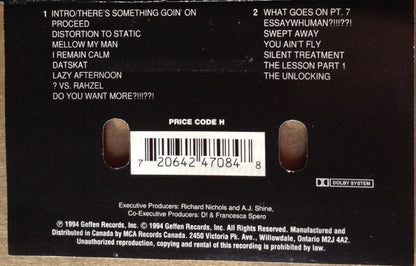 1 INTRO/THERE'S SOMETHING GOIN' ON
PROCEED
DISTORTION TO STATIC
MELLOW MY MAN
I REMAIN CALM
DATSKAT
LAZY AFTERNOON
? VS. RAHZEL
DO YOU WANT MORE?!!!??!
2 WHAT GOES ON PT. 7
ESSAYWHUMAN?!!!??!
SWEPT AWAY
YOU AIN'T FLY
SILENT TREATMENT
THE LESSON PART 1
THE UNLOCKING
PRICE CODE H
7 20642 47084 8
DOLBY SYSTEM
Executive Producers: Richard Nichols and A.J. Shine,
Co-Executive Producers: D! & Francesca Spero
℗ 1994 Geffen Records, Inc. © 1994 Geffen Records, Inc. All Rights Reserved. Manufactured and
Distributed in Canada by MCA Records Canada. 2450 Victoria Pk. Ave., Willowdale, Ontario M2J 4A2.
Unauthorized reproduction, copying and rental of this recording is prohibited by law.